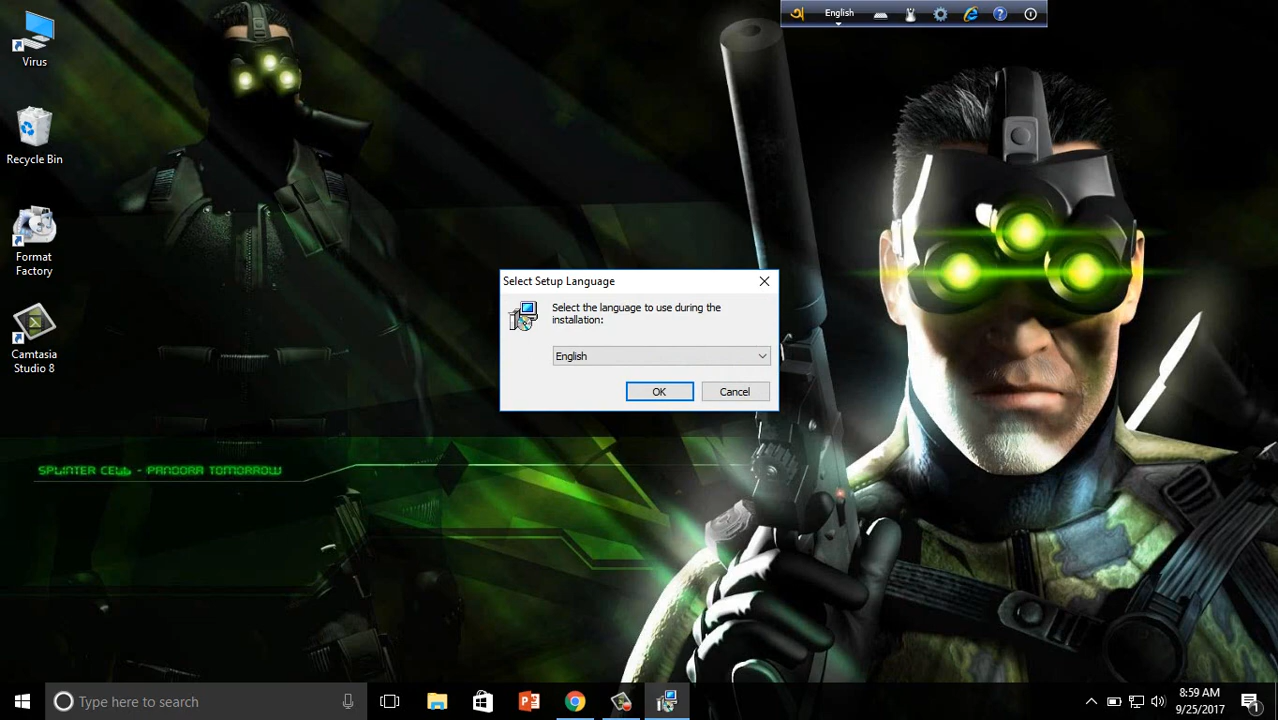 English
Virus
Recycle Bin
Format
Factory
Camtasia
Studio 8
Select Setup Language
Select the language to use during the
installation:
English
OK
Cancel
SPLINTER CELL - PANDORA TOMORROW
Type here to search
8:59 AM
9/25/2017
1